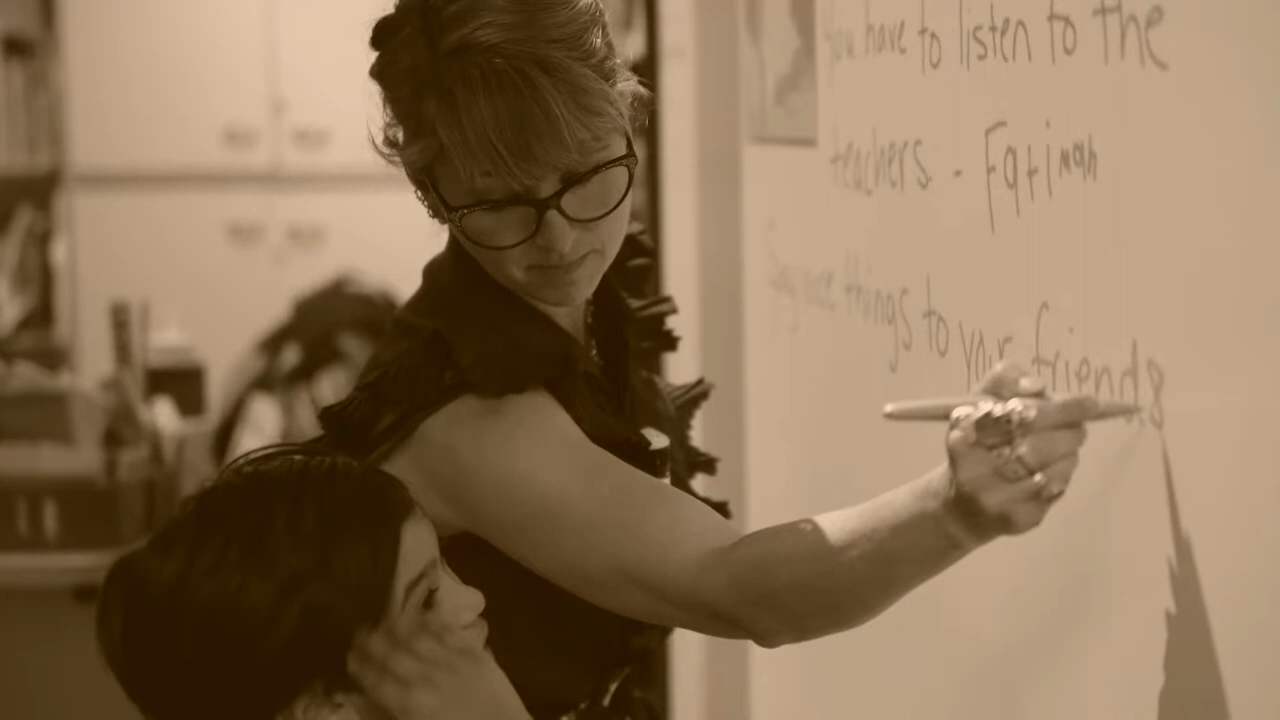 You have to listen to the
teachers. - Fatimah
Say nice things to your friends